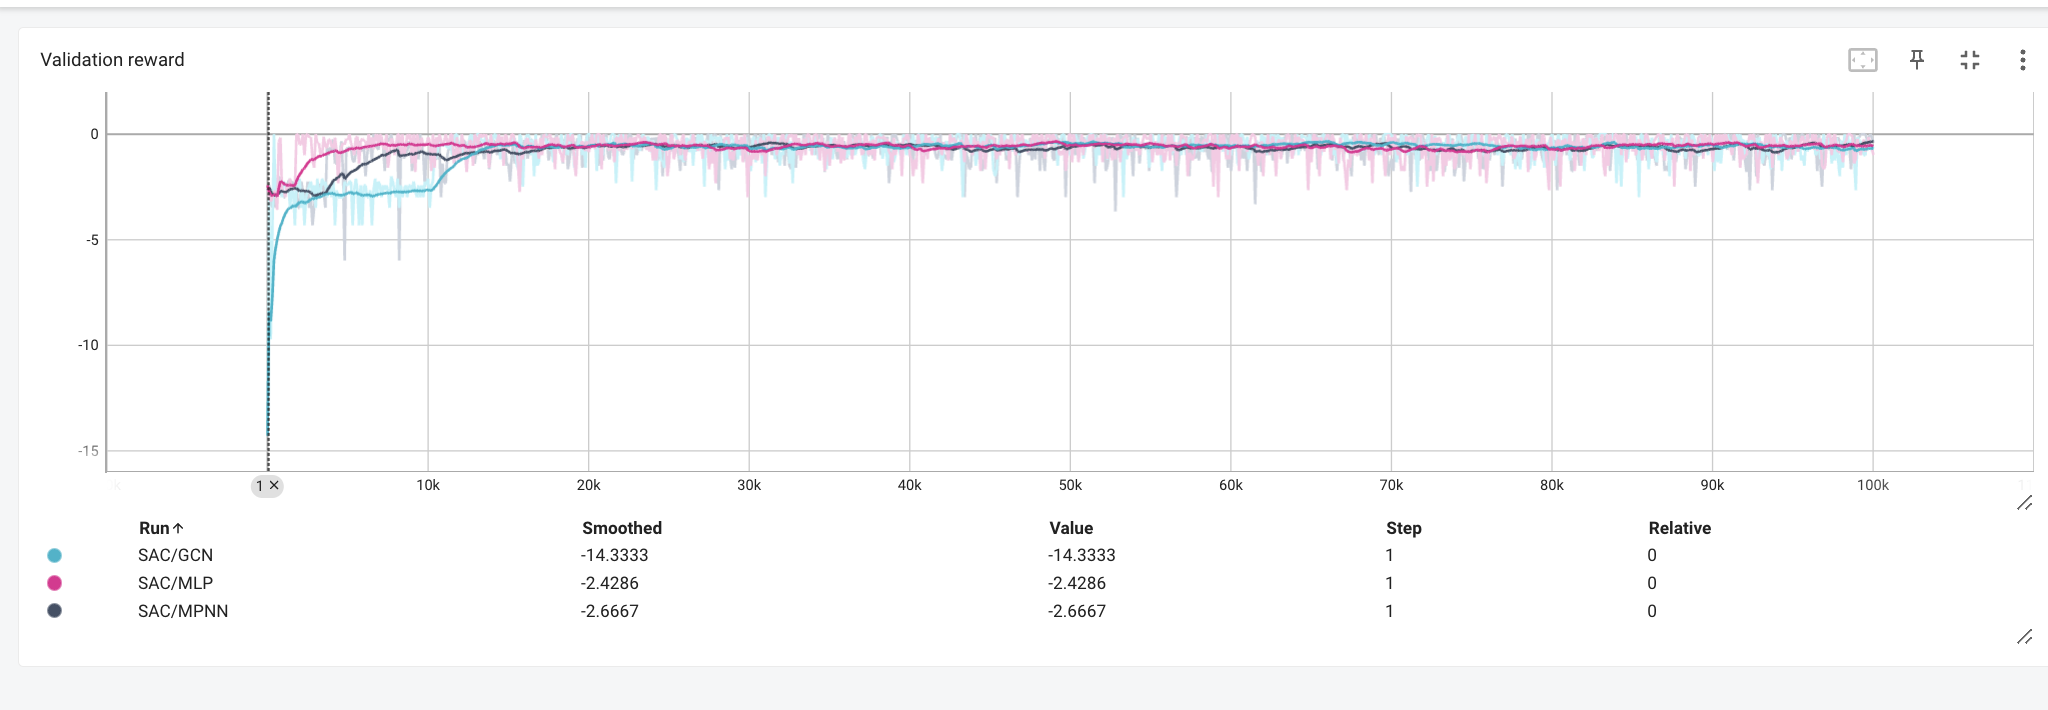 Validation reward
0
-5
-10
-15
1 ×
10k
20k
30k
40k
50k
60k
70k
80k
90k
100k
Run↑ Smoothed Value Step Relative
SAC/GCN -14.3333 -14.3333 1 0
SAC/MLP -2.4286 -2.4286 1 0
SAC/MPNN -2.6667 -2.6667 1 0